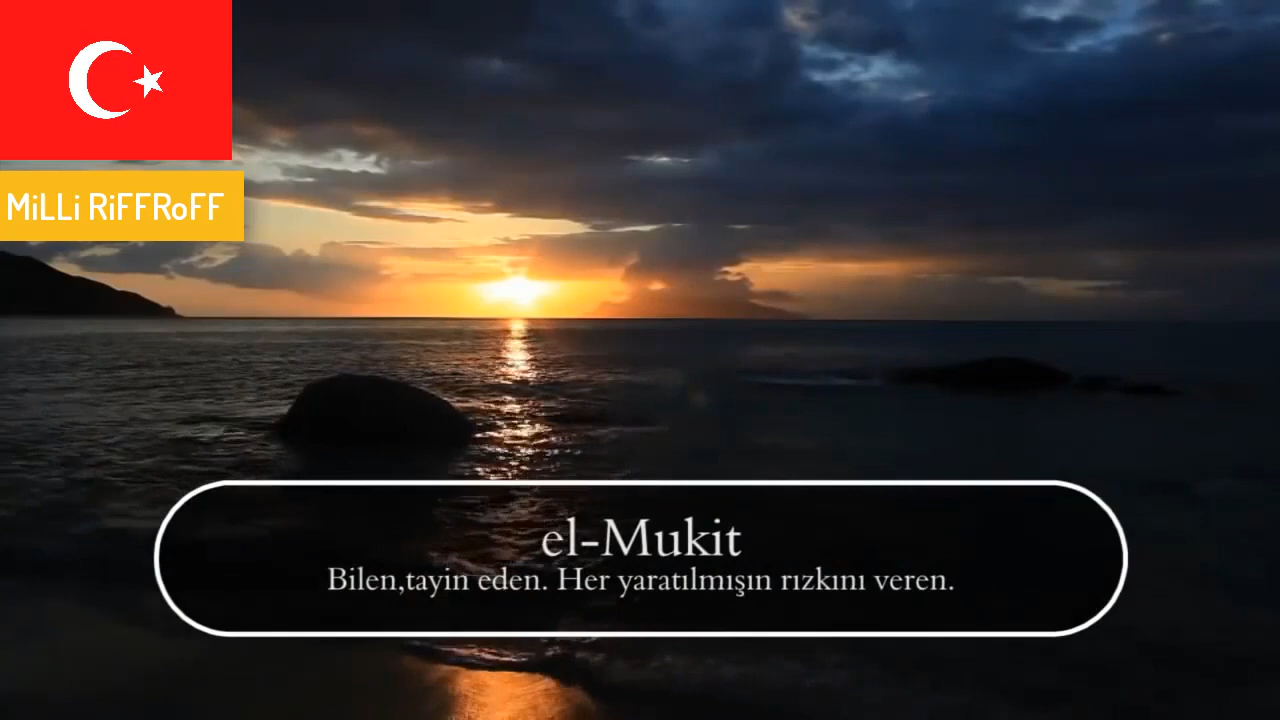 MiLLi RiFFRoFF
el-Mukit
Bilen,tayin eden. Her yaratılmışın rızkını veren.